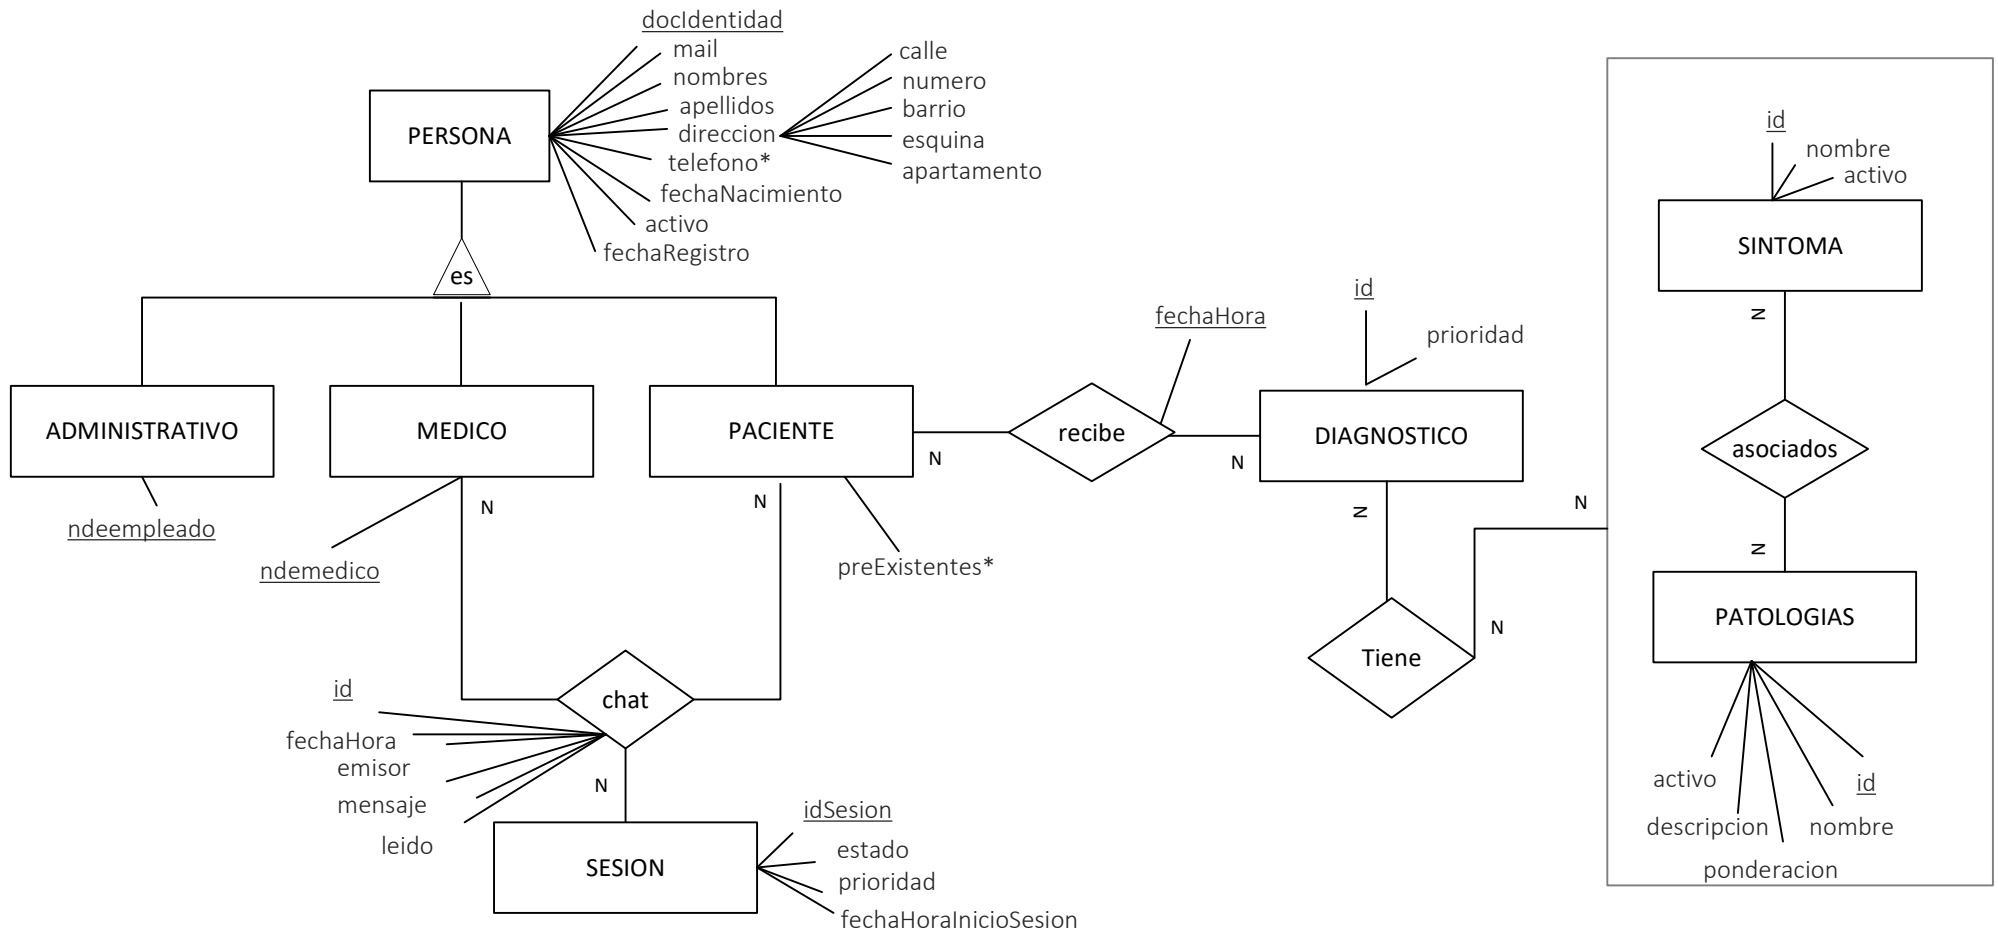 docIdentidad
mail
nombres
apellidos
direccion
telefono*
fechaNacimiento
activo
fechaRegistro
calle
numero
barrio
esquina
apartamento
PERSONA
es
id
nombre
activo
SINTOMA
N
fechaHora
id
prioridad
ADMINISTRATIVO
MEDICO
PACIENTE
recibe
DIAGNOSTICO
asociados
N
N
N
N
N
N
N
ndeempleado
ndemedico
preExistentes*
N
PATOLOGIAS
N
Tiene
chat
id
fechaHora
emisor
mensaje
leido
N
SESION
idSesion
estado
prioridad
fechaHoraInicioSesion
activo
id
descripcion
nombre
ponderacion